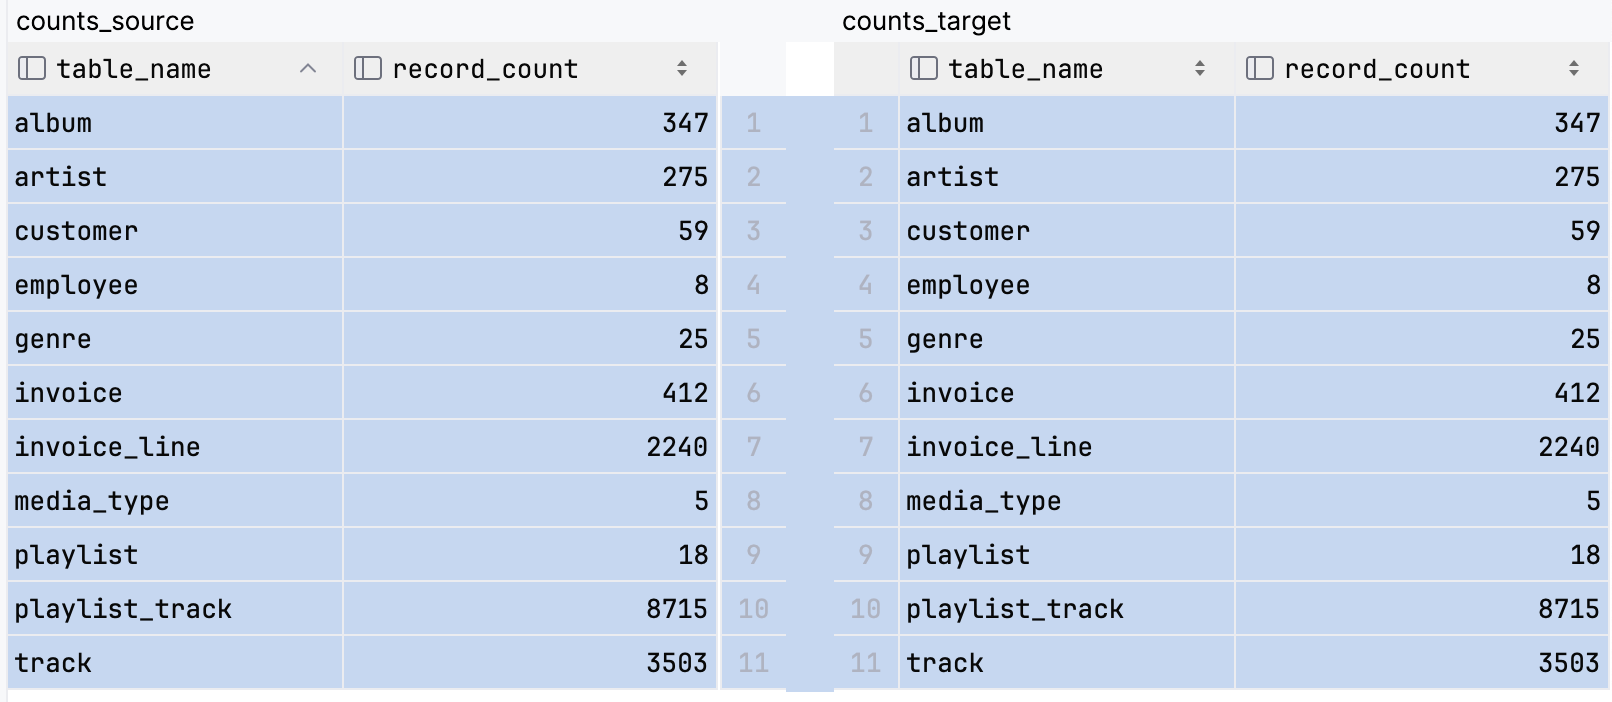 counts_source counts_target
table_name record_count table_name record_count
album 347 1 1 album 347
artist 275 2 2 artist 275
customer 59 3 3 customer 59
employee 8 4 4 employee 8
genre 25 5 5 genre 25
invoice 412 6 6 invoice 412
invoice_line 2240 7 7 invoice_line 2240
media_type 5 8 8 media_type 5
playlist 18 9 9 playlist 18
playlist_track 8715 10 10 playlist_track 8715
track 3503 11 11 track 3503